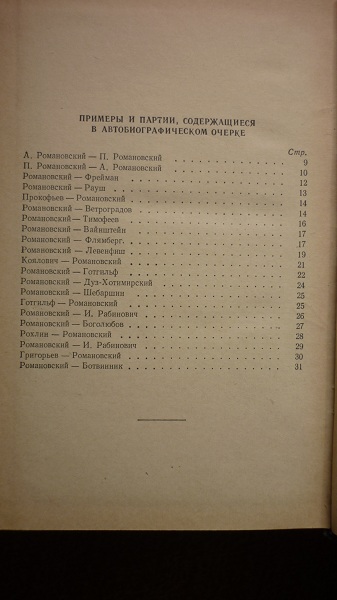 ПРИМЕРЫ И ПАРТИИ, СОДЕРЖАЩИЕСЯ
В АВТОБИОГРАФИЧЕСКОМ ОЧЕРКЕ
Стр.
А. Романовский — П. Романовский . . . . . . . . . . . . 9
П. Романовский — А. Романовский . . . . . . . . . . . . 10
Романовский — Фрейман . . . . . . . . . . . . . . . 12
Романовский — Рауш . . . . . . . . . . . . . . . 13
Прокофьев — Романовский . . . . . . . . . . . . . . 14
Романовский — Ветроградов . . . . . . . . . . . . . . 14
Романовский — Тимофеев . . . . . . . . . . . . . . 16
Романовский — Вайнштейн . . . . . . . . . . . . . . 17
Романовский — Флямберг . . . . . . . . . . . . . . 17
Романовский — Левенфиш . . . . . . . . . . . . . . 19
Коялович — Романовский . . . . . . . . . . . . . . 21
Романовский — Готгильф . . . . . . . . . . . . . . 22
Романовский — Дуз-Хотимирский . . . . . . . . . . . . 24
Романовский — Шебаршин . . . . . . . . . . . . . . 25
Готгильф — Романовский . . . . . . . . . . . . . . 25
Романовский — И. Рабинович . . . . . . . . . . . . . 26
Романовский — Боголюбов . . . . . . . . . . . . . . 27
Рохлин — Романовский . . . . . . . . . . . . . . 28
Романовский — И. Рабинович . . . . . . . . . . . . . 29
Григорьев — Романовский . . . . . . . . . . . . . . 30
Романовский — Ботвинник . . . . . . . . . . . . . . 31